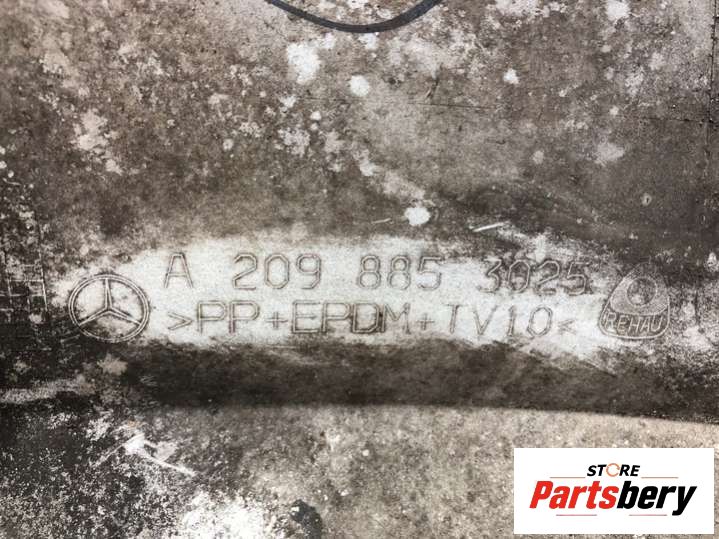 A 209 885 3025
>PP+EPDM+TV10<
REHAU
STORE
Partsbery